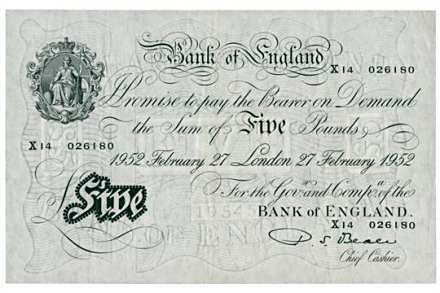 Bank of England
X14 026180
I Promise to pay the Bearer on Demand
the Sum of Five Pounds
X14 026180
1952 February 27 London 27 February 1952
For the Govr. and Compa. of the
BANK OF ENGLAND.
Five
X14 026180
P. S. Beale
Chief Cashier.